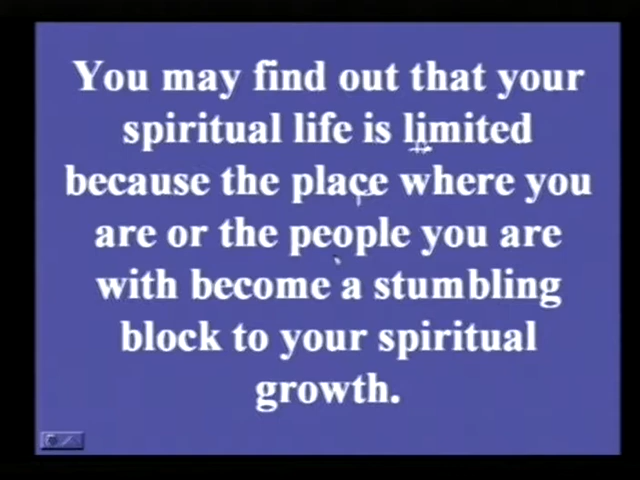 You may find out that your
spiritual life is limited
because the place where you
are or the people you are
with become a stumbling
block to your spiritual
growth.